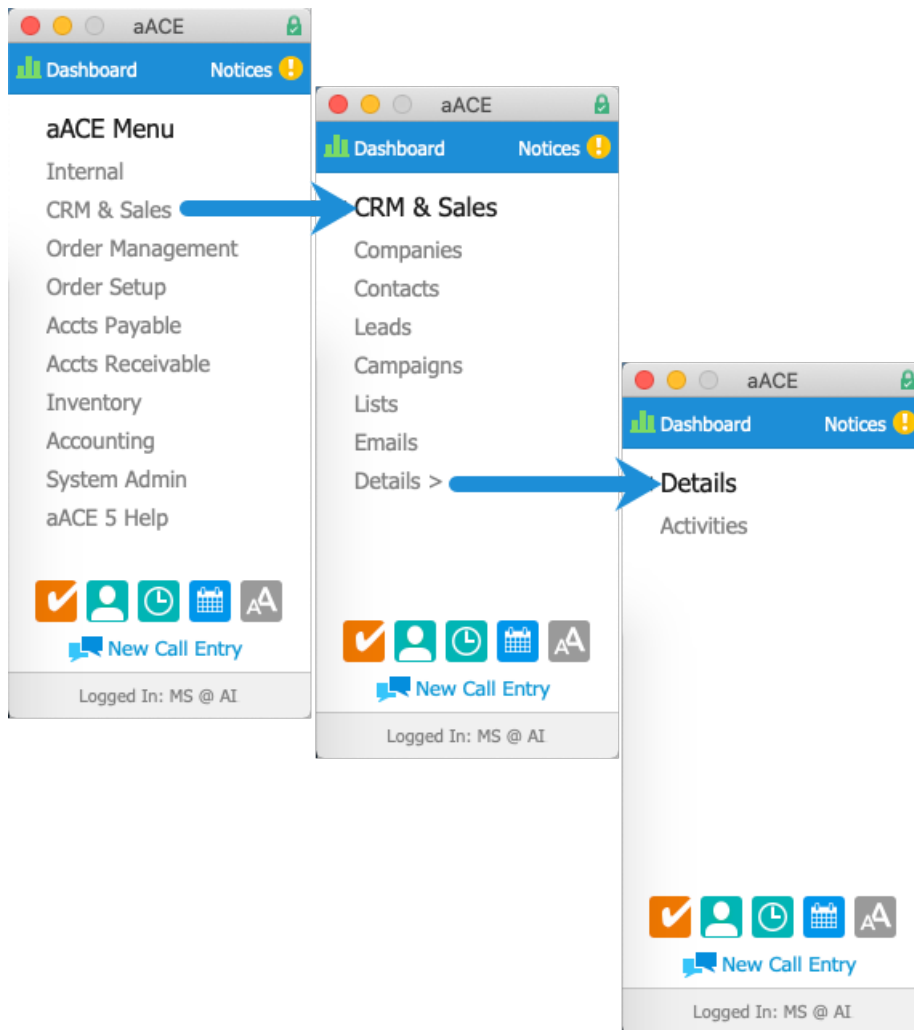 aACE
Dashboard Notices
aACE Menu
Internal
CRM & Sales
Order Management
Order Setup
Accts Payable
Accts Receivable
Inventory
Accounting
System Admin
aACE 5 Help
AA
New Call Entry
Logged In: MS @ AI
aACE
Dashboard Notices
CRM & Sales
Companies
Contacts
Leads
Campaigns
Lists
Emails
Details >
AA
New Call Entry
Logged In: MS @ AI
aACE
Dashboard Notices
Details
Activities
AA
New Call Entry
Logged In: MS @ AI